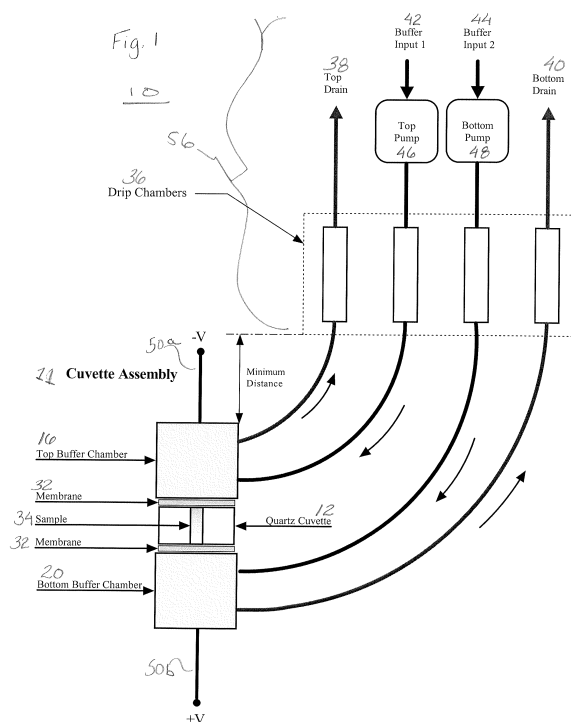 Fig. 1
10
56
36
Drip Chambers
38
Top
Drain
42
Buffer
Input 1
44
Buffer
Input 2
40
Bottom
Drain
Top
Pump
46
Bottom
Pump
48
50a
-V
11 Cuvette Assembly
Minimum
Distance
16
Top Buffer Chamber
32
Membrane
34 Sample
12
Quartz Cuvette
32 Membrane
20
Bottom Buffer Chamber
50b
+V